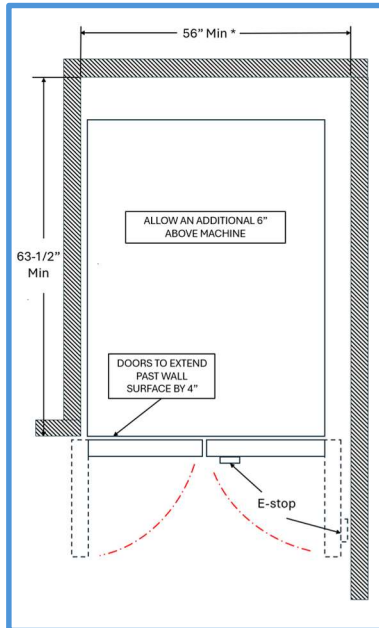 56” Min *
ALLOW AN ADDITIONAL 6”
ABOVE MACHINE
63-1/2”
Min
DOORS TO EXTEND
PAST WALL
SURFACE BY 4”
E-stop